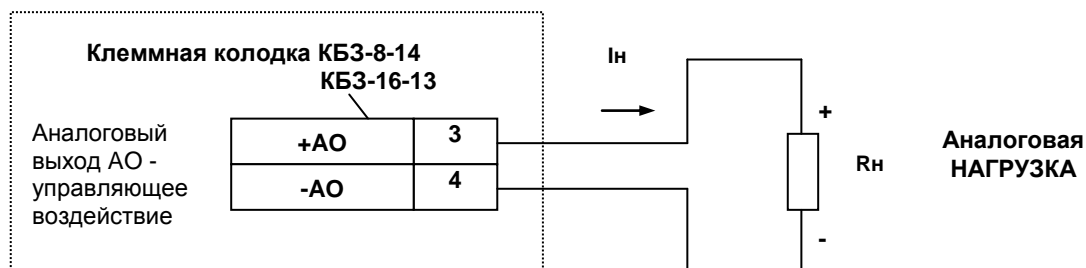 Клеммная колодка КБЗ-8-14
КБЗ-16-13
Аналоговый
выход АО -
управляющее
воздействие
+АО
3
-АО
4
Iн
+
Rн
-
Аналоговая
НАГРУЗКА